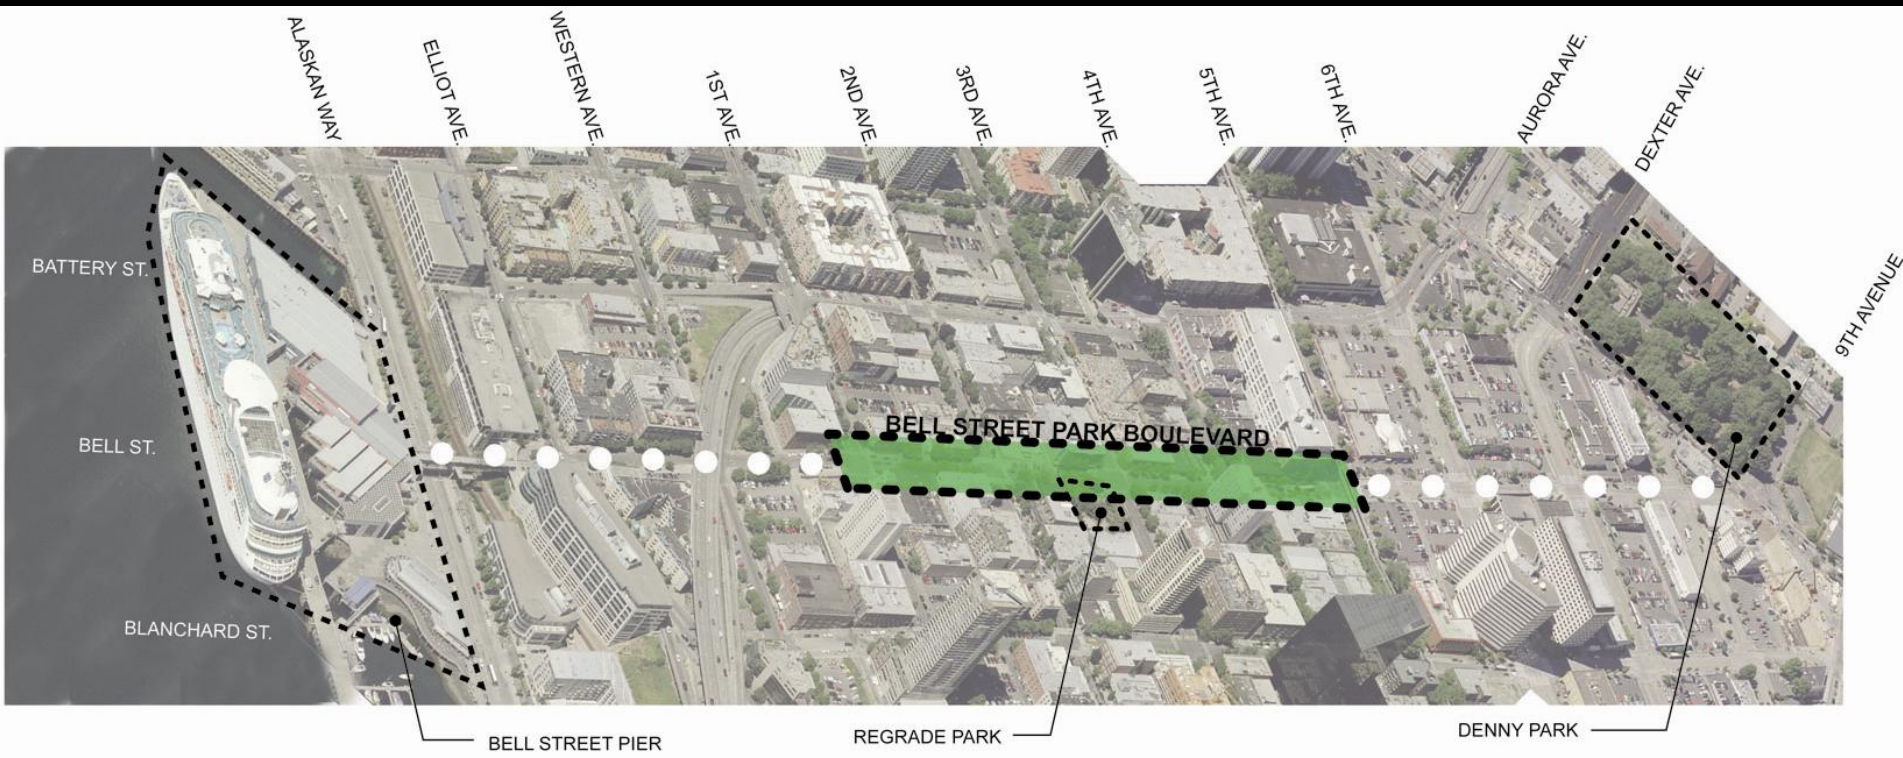 ALASKAN WAY
ELLIOT AVE.
WESTERN AVE.
1ST AVE.
2ND AVE.
3RD AVE.
4TH AVE.
5TH AVE.
6TH AVE.
AURORA AVE.
DEXTER AVE.
9TH AVENUE
BATTERY ST.
BELL ST.
BELL STREET PARK BOULEVARD
BLANCHARD ST.
BELL STREET PIER
REGRADE PARK
DENNY PARK